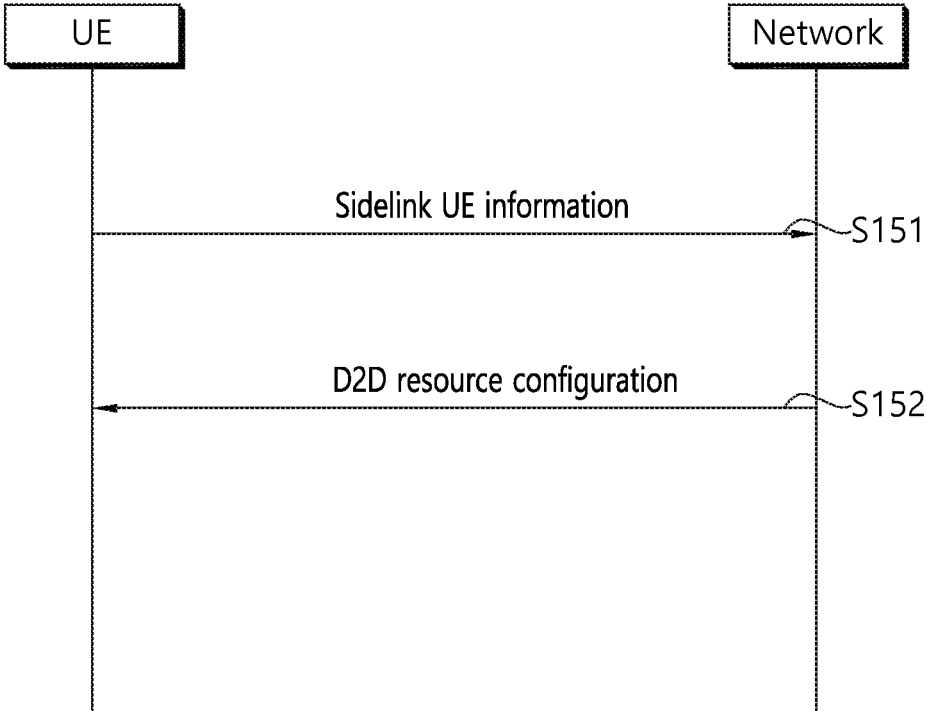 UE
Network
Sidelink UE information
S151
D2D resource configuration
S152